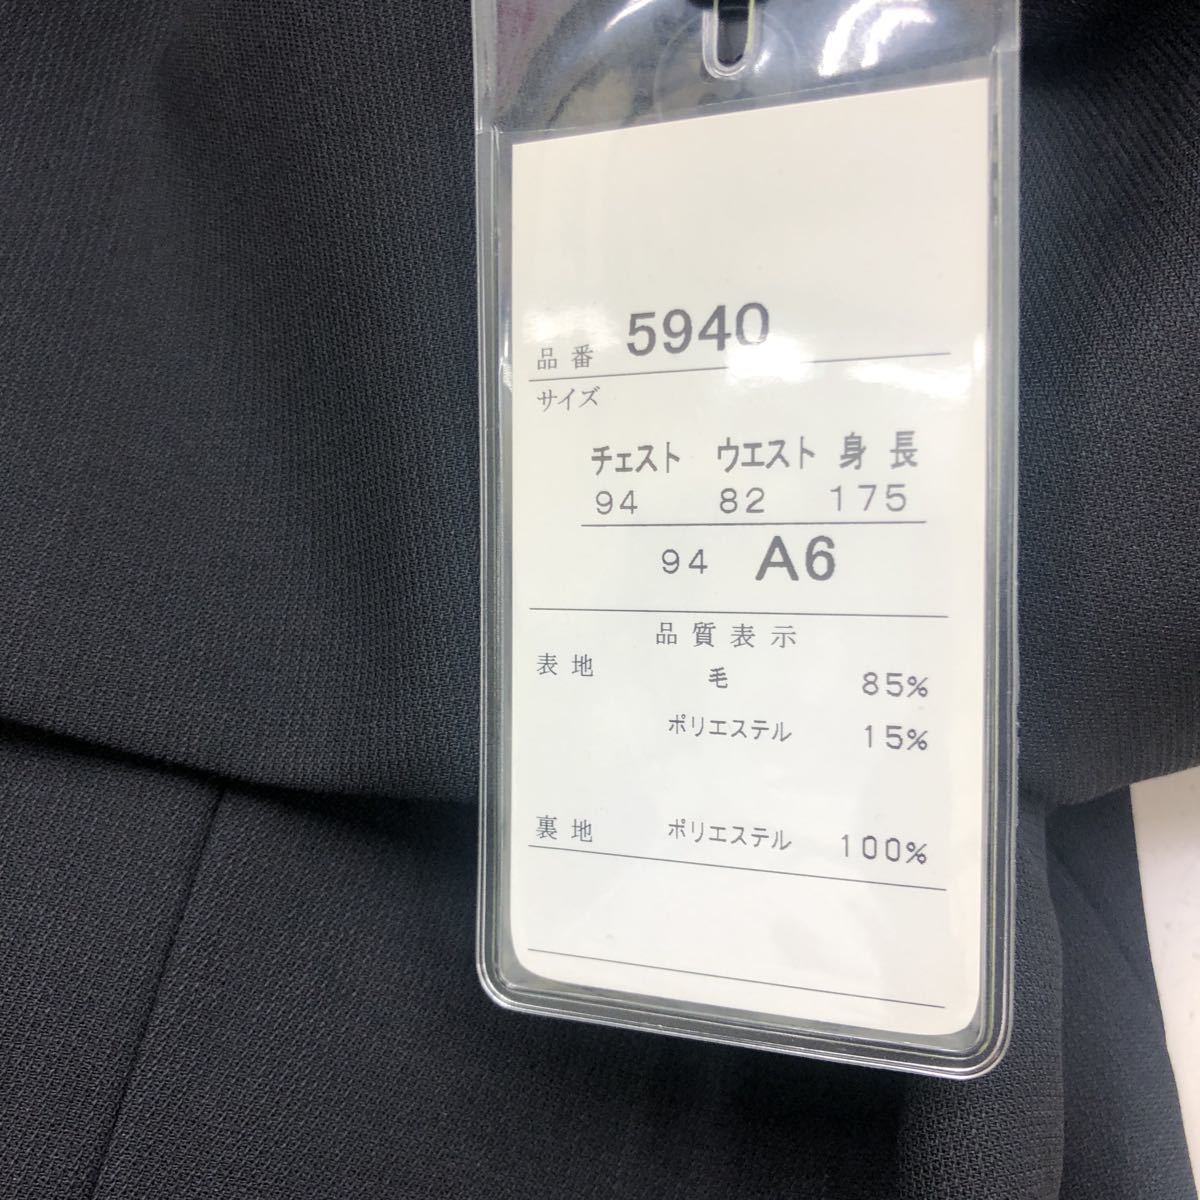 品番 5940
サイズ
チェスト ウエスト 身長
94 82 175
94 A6
品質表示
表地 毛 85%
ポリエステル 15%
裏地 ポリエステル 100%